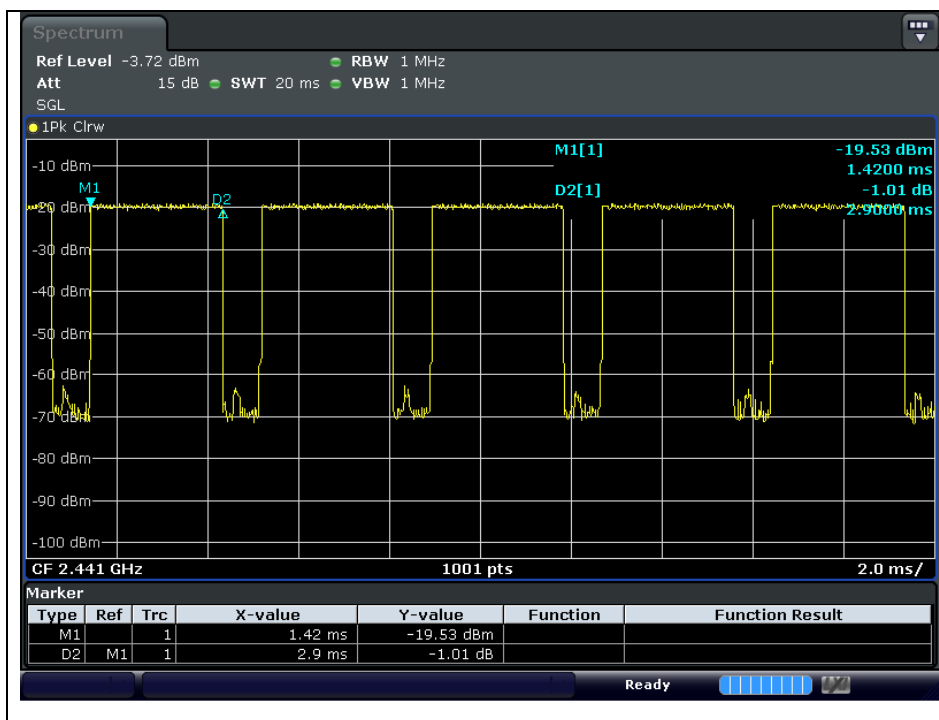 Spectrum
Ref Level -3.72 dBm RBW 1 MHz
Att 15 dB SWT 20 ms VBW 1 MHz
SGL
1Pk Clrw
M1[1] -19.53 dBm
1.4200 ms
D2[1] -1.01 dB
2.9000 ms
-10 dBm
M1
D2
-20 dBm
-30 dBm
-40 dBm
-50 dBm
-60 dBm
-70 dBm
-80 dBm
-90 dBm
-100 dBm
CF 2.441 GHz 1001 pts 2.0 ms/
Marker
Type Ref Trc X-value Y-value Function Function Result
M1 1 1.42 ms -19.53 dBm
D2 M1 1 2.9 ms -1.01 dB
Ready